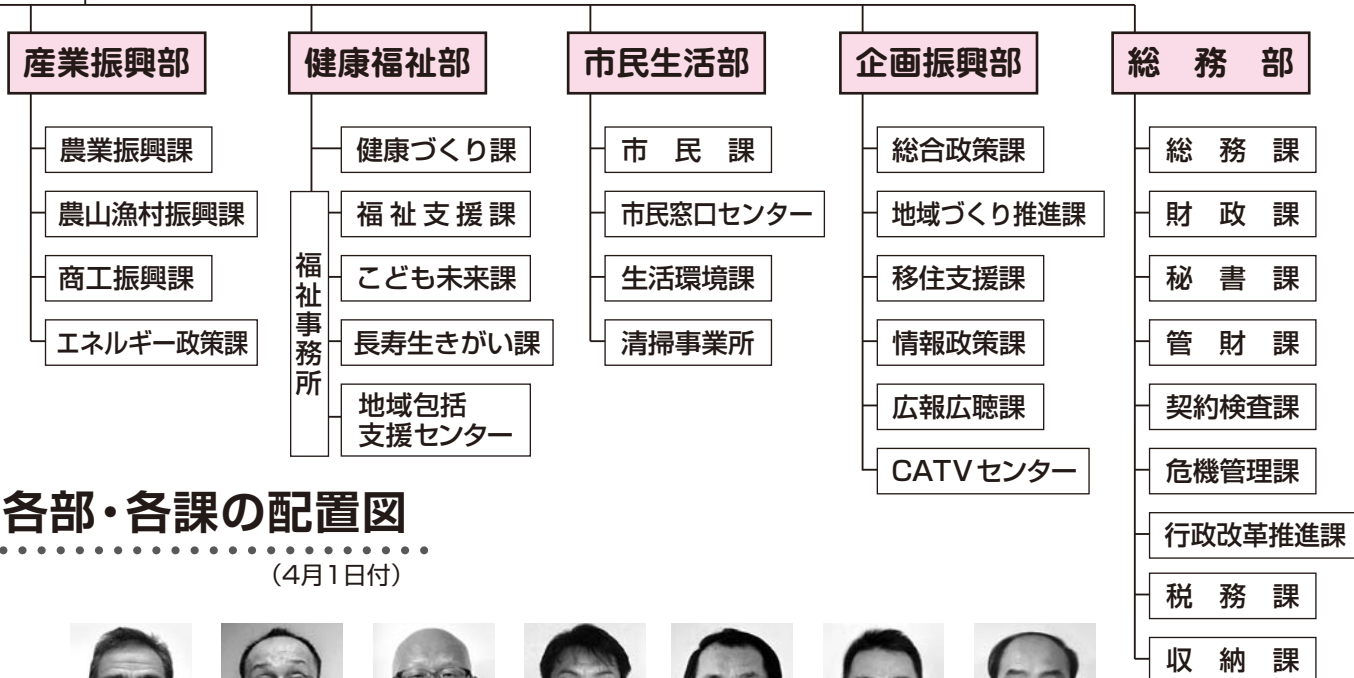 産業振興部
農業振興課
農山漁村振興課
商工振興課
エネルギー政策課
健康福祉部
健康づくり課
福祉事務所
福祉支援課
こども未来課
長寿生きがい課
地域包括
支援センター
市民生活部
市民課
市民窓口センター
生活環境課
清掃事業所
企画振興部
総合政策課
地域づくり推進課
移住支援課
情報政策課
広報広聴課
CATVセンター
総務部
総務課
財政課
秘書課
管財課
契約検査課
危機管理課
行政改革推進課
税務課
収納課
各部・各課の配置図
（4月1日付）